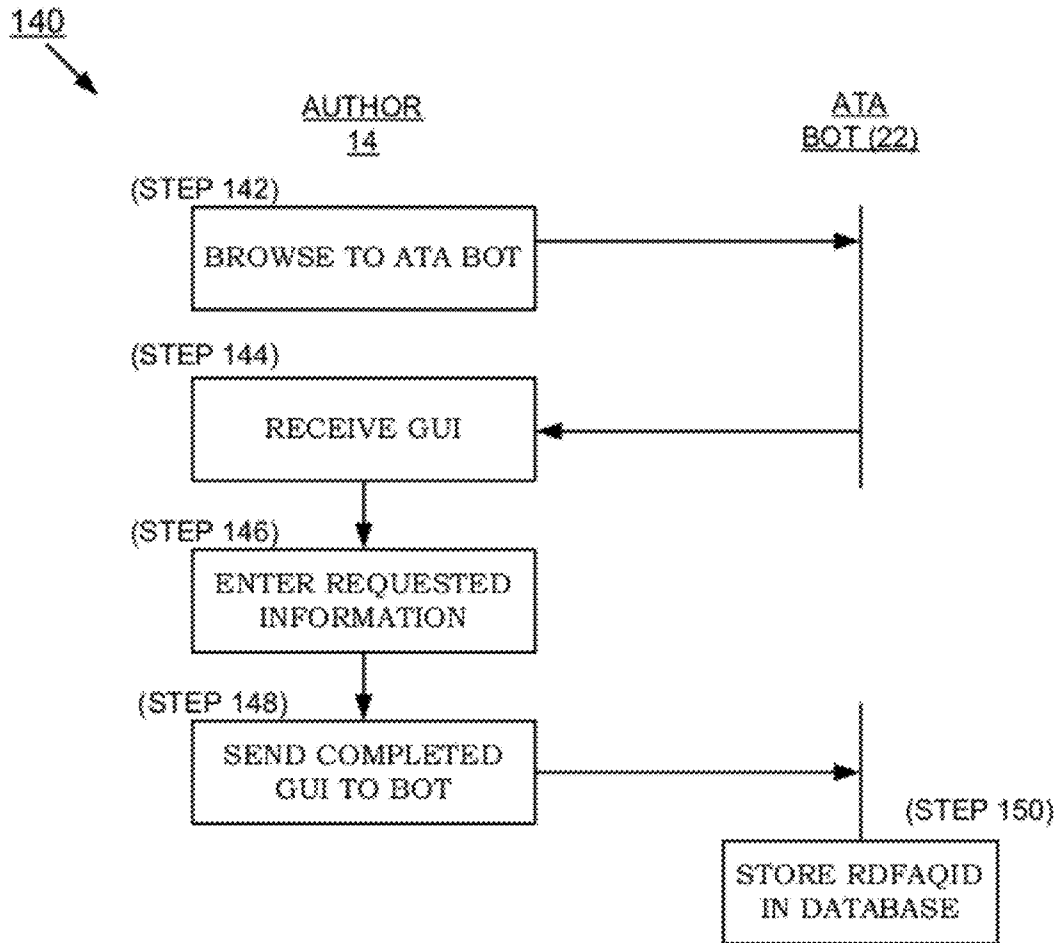 140
AUTHOR
14
ATA
BOT (22)
(STEP 142)
BROWSE TO ATA BOT
(STEP 144)
RECEIVE GUI
(STEP 146)
ENTER REQUESTED
INFORMATION
(STEP 148)
SEND COMPLETED
GUI TO BOT
(STEP 150)
STORE RDFAQID
IN DATABASE